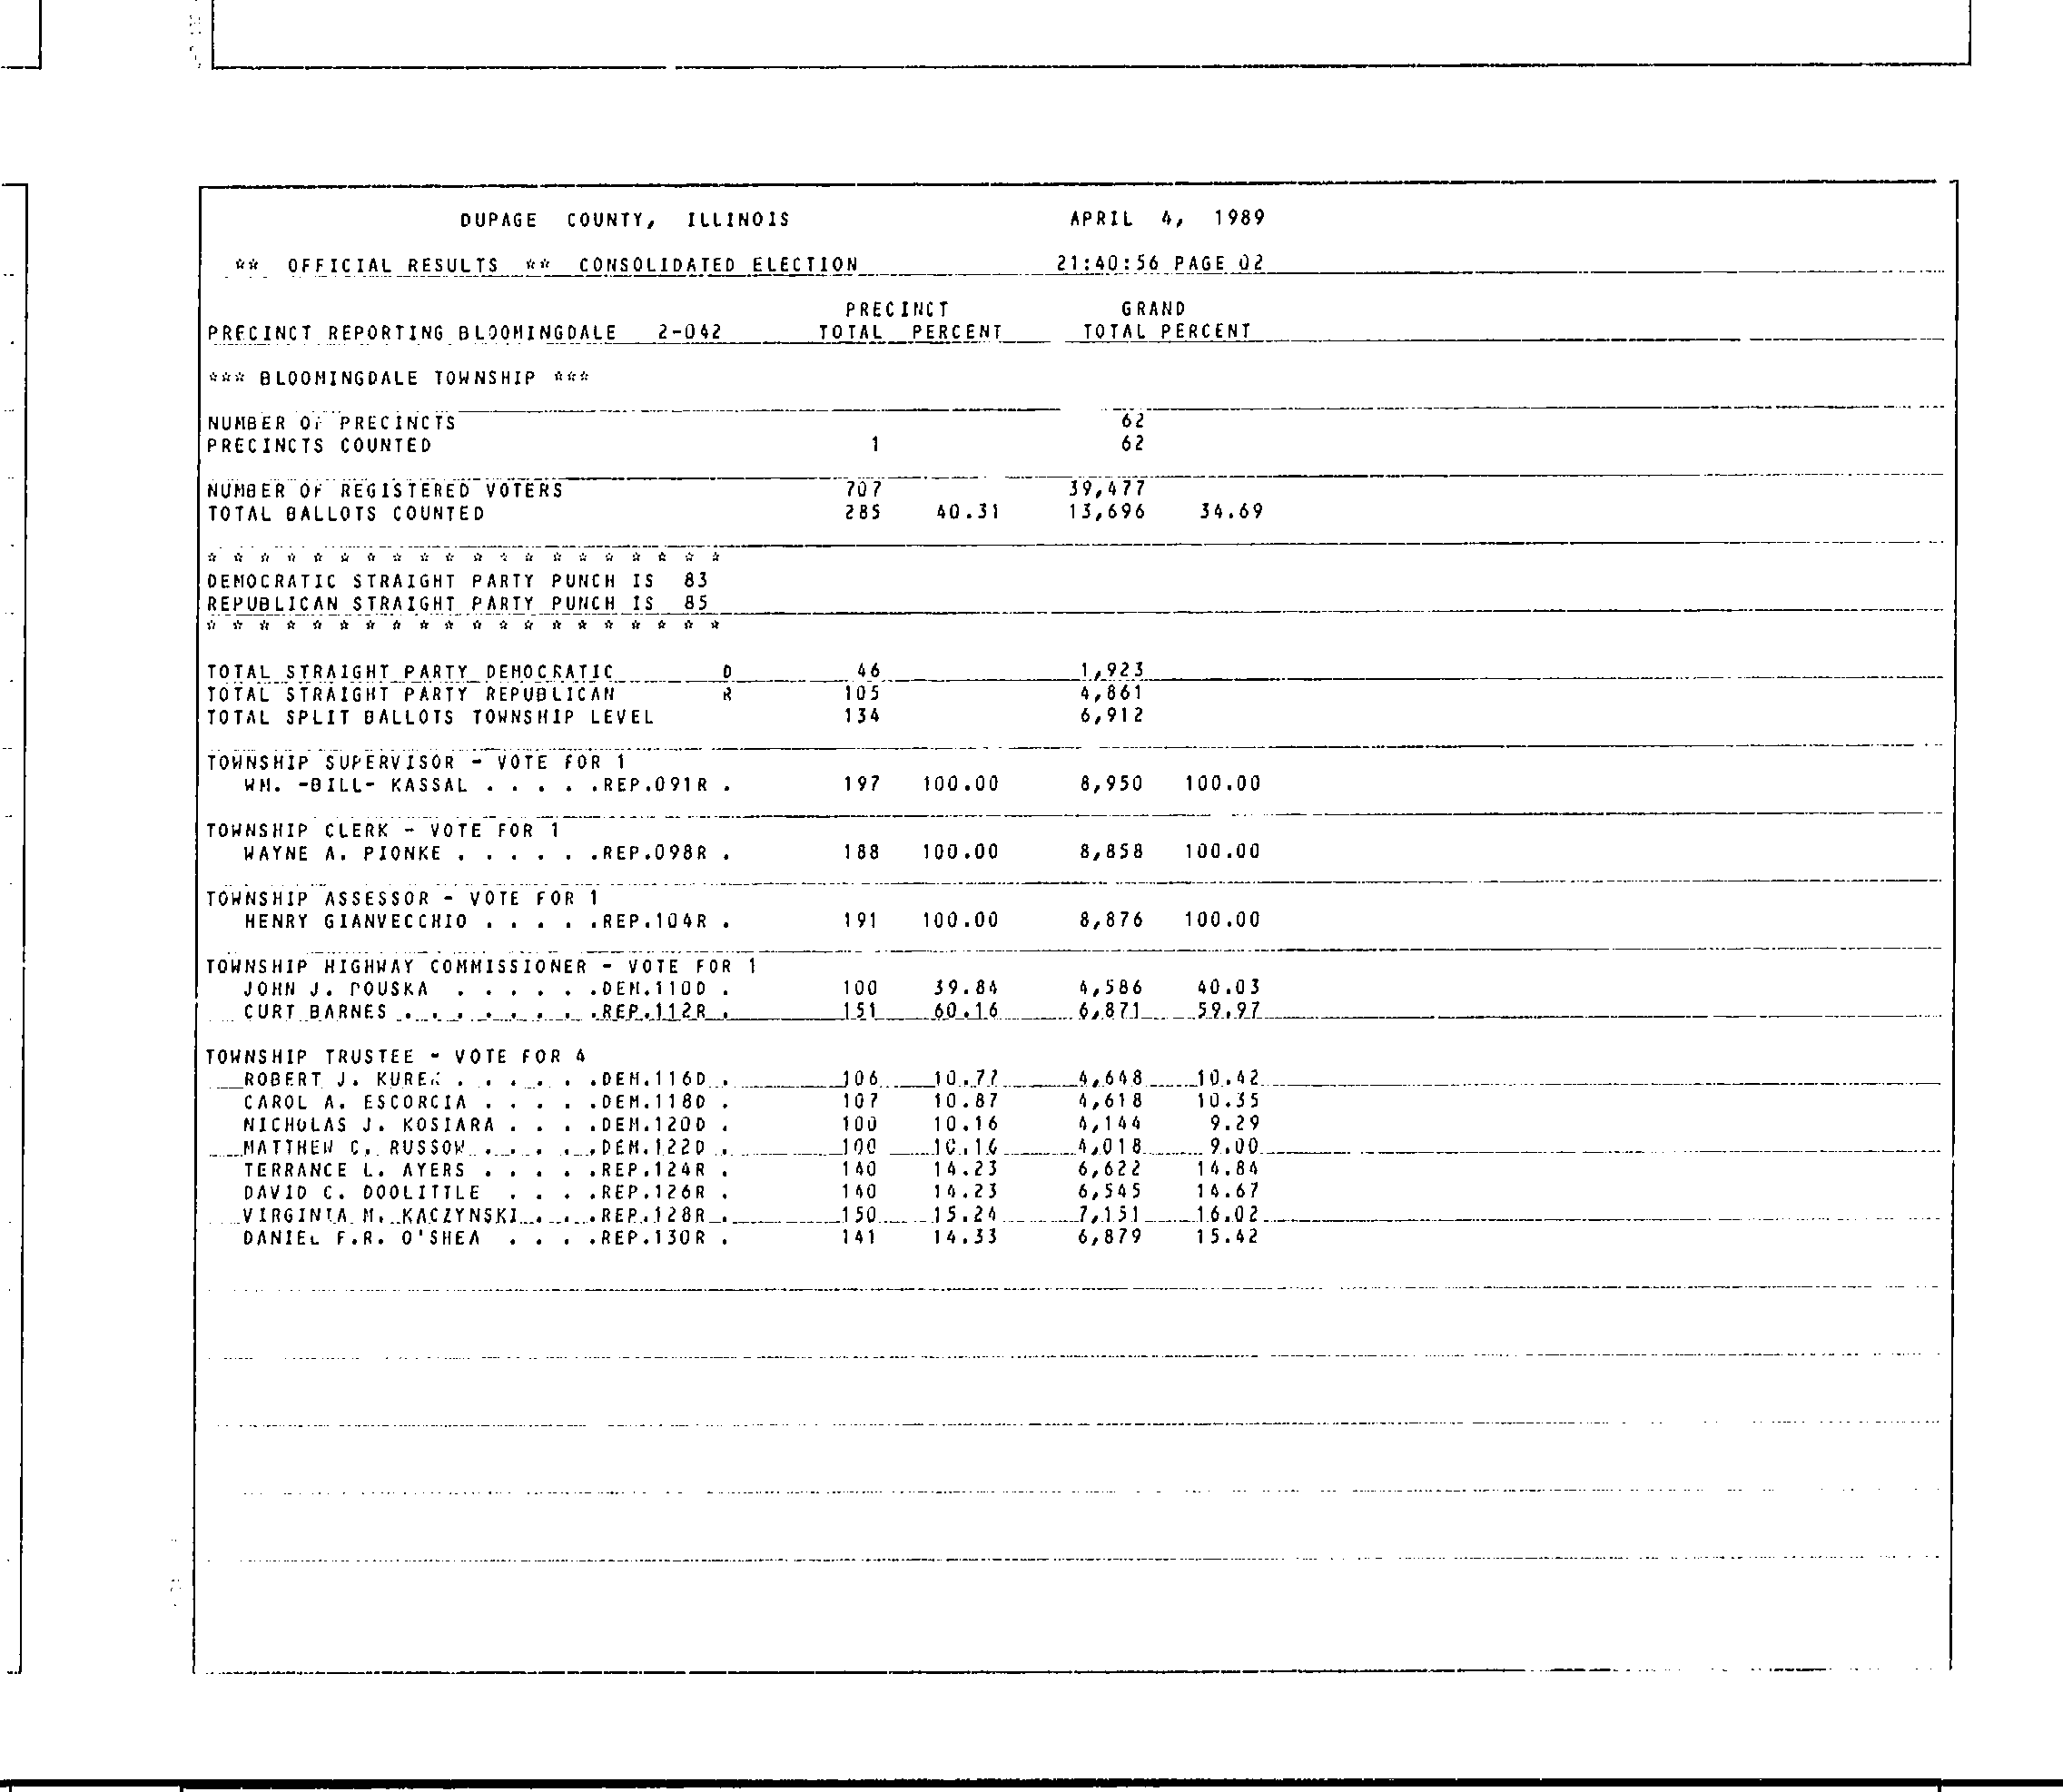 DUPAGE COUNTY, ILLINOIS APRIL 4, 1989
** OFFICIAL RESULTS ** CONSOLIDATED ELECTION 21:40:56 PAGE 02
PRECINCT GRAND
PRECINCT REPORTING BLOOMINGDALE 2-042 TOTAL PERCENT TOTAL PERCENT
*** BLOOMINGDALE TOWNSHIP ***
NUMBER OF PRECINCTS 62
PRECINCTS COUNTED 1 62
NUMBER OF REGISTERED VOTERS 707 39,477
TOTAL BALLOTS COUNTED 285 40.31 13,696 34.69
* * * * * * * * * * * * * * * * * * * *
DEMOCRATIC STRAIGHT PARTY PUNCH IS 83
REPUBLICAN STRAIGHT PARTY PUNCH IS 85
* * * * * * * * * * * * * * * * * * * *
TOTAL STRAIGHT PARTY DEMOCRATIC D 46 1,923
TOTAL STRAIGHT PARTY REPUBLICAN R 105 4,861
TOTAL SPLIT BALLOTS TOWNSHIP LEVEL 134 6,912
TOWNSHIP SUPERVISOR - VOTE FOR 1
WM. -BILL- KASSAL . . . . .REP.091R . 197 100.00 8,950 100.00
TOWNSHIP CLERK - VOTE FOR 1
WAYNE A. PIONKE . . . . . .REP.098R . 188 100.00 8,858 100.00
TOWNSHIP ASSESSOR - VOTE FOR 1
HENRY GIANVECCHIO . . . . .REP.104R . 191 100.00 8,876 100.00
TOWNSHIP HIGHWAY COMMISSIONER - VOTE FOR 1
JOHN J. POUSKA . . . . . .DEM.110D . 100 39.84 4,586 40.03
CURT BARNES . . . . . . . .REP.112R . 151 60.16 6,871 59.97
TOWNSHIP TRUSTEE - VOTE FOR 4
ROBERT J. KUREK . . . . . .DEM.116D . 106 10.77 4,648 10.42
CAROL A. ESCORCIA . . . . .DEM.118D . 107 10.87 4,618 10.35
NICHOLAS J. KOSIARA . . . .DEM.120D . 100 10.16 4,144 9.29
MATTHEW C. RUSSOW . . . . .DEM.122D . 100 10.16 4,018 9.00
TERRANCE L. AYERS . . . . .REP.124R . 140 14.23 6,622 14.84
DAVID C. DOOLITTLE . . . .REP.126R . 140 14.23 6,545 14.67
VIRGINIA M. KACZYNSKI . . .REP.128R . 150 15.24 7,151 16.02
DANIEL F.R. O'SHEA . . . .REP.130R . 141 14.33 6,879 15.42